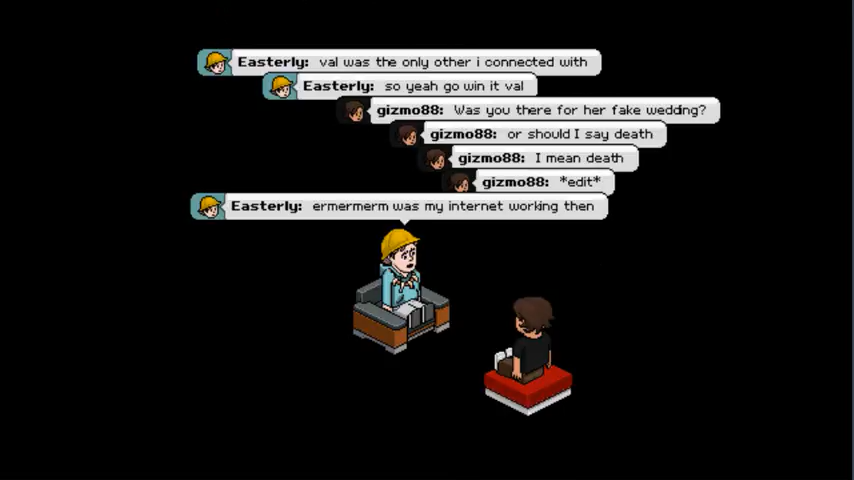 Easterly: val was the only other i connected with
Easterly: so yeah go win it val
gizmo88: Was you there for her fake wedding?
gizmo88: or should I say death
gizmo88: I mean death
gizmo88: *edit*
Easterly: ermermerm was my internet working then